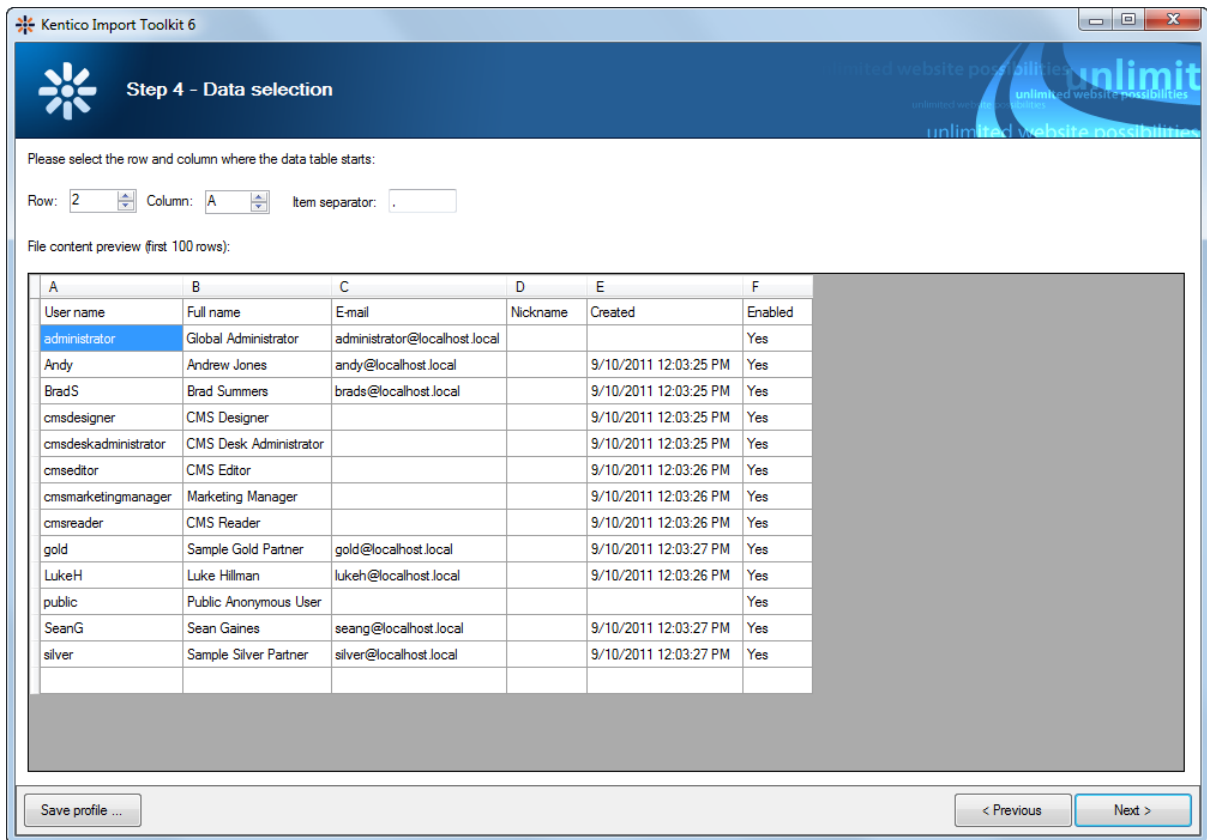 Kentico Import Toolkit 6
Step 4 - Data selection
unlimited website possibilities
unlimit
unlimited website possibilities
unlimited website possibilities
unlimited website possibilities
Please select the row and column where the data table starts:
Row: 2 Column: A Item separator: .
File content preview (first 100 rows):
A B C D E F
User name Full name E-mail Nickname Created Enabled
administrator Global Administrator administrator@localhost.local Yes
Andy Andrew Jones andy@localhost.local 9/10/2011 12:03:25 PM Yes
BradS Brad Summers brads@localhost.local 9/10/2011 12:03:25 PM Yes
cmsdesigner CMS Designer 9/10/2011 12:03:25 PM Yes
cmsdeskadministrator CMS Desk Administrator 9/10/2011 12:03:25 PM Yes
cmseditor CMS Editor 9/10/2011 12:03:26 PM Yes
cmsmarketingmanager Marketing Manager 9/10/2011 12:03:26 PM Yes
cmsreader CMS Reader 9/10/2011 12:03:26 PM Yes
gold Sample Gold Partner gold@localhost.local 9/10/2011 12:03:27 PM Yes
LukeH Luke Hillman lukeh@localhost.local 9/10/2011 12:03:26 PM Yes
public Public Anonymous User Yes
SeanG Sean Gaines seang@localhost.local 9/10/2011 12:03:27 PM Yes
silver Sample Silver Partner silver@localhost.local 9/10/2011 12:03:27 PM Yes
Save profile ... < Previous Next >